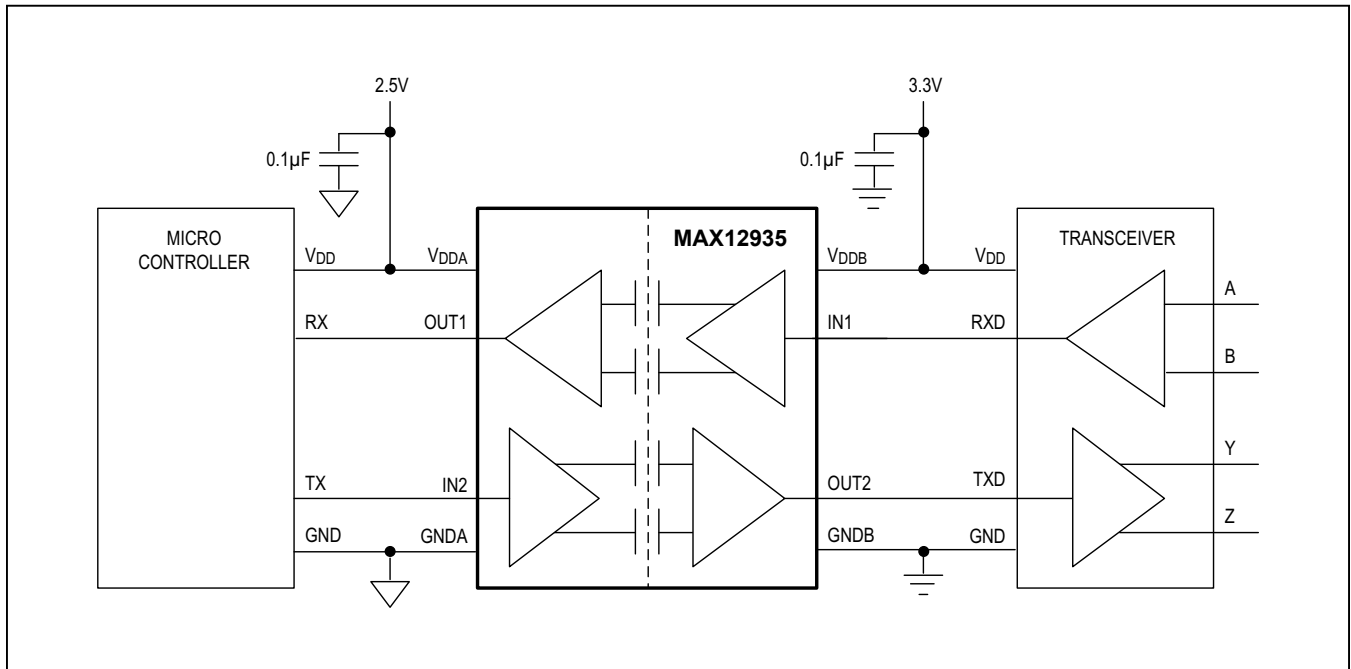 2.5V
3.3V
0.1µF
0.1µF
MICRO
CONTROLLER
MAX12935
TRANSCEIVER
VDD
VDDA
VDDB
VDD
A
RX
OUT1
IN1
RXD
B
Y
TX
IN2
OUT2
TXD
Z
GND
GNDA
GNDB
GND